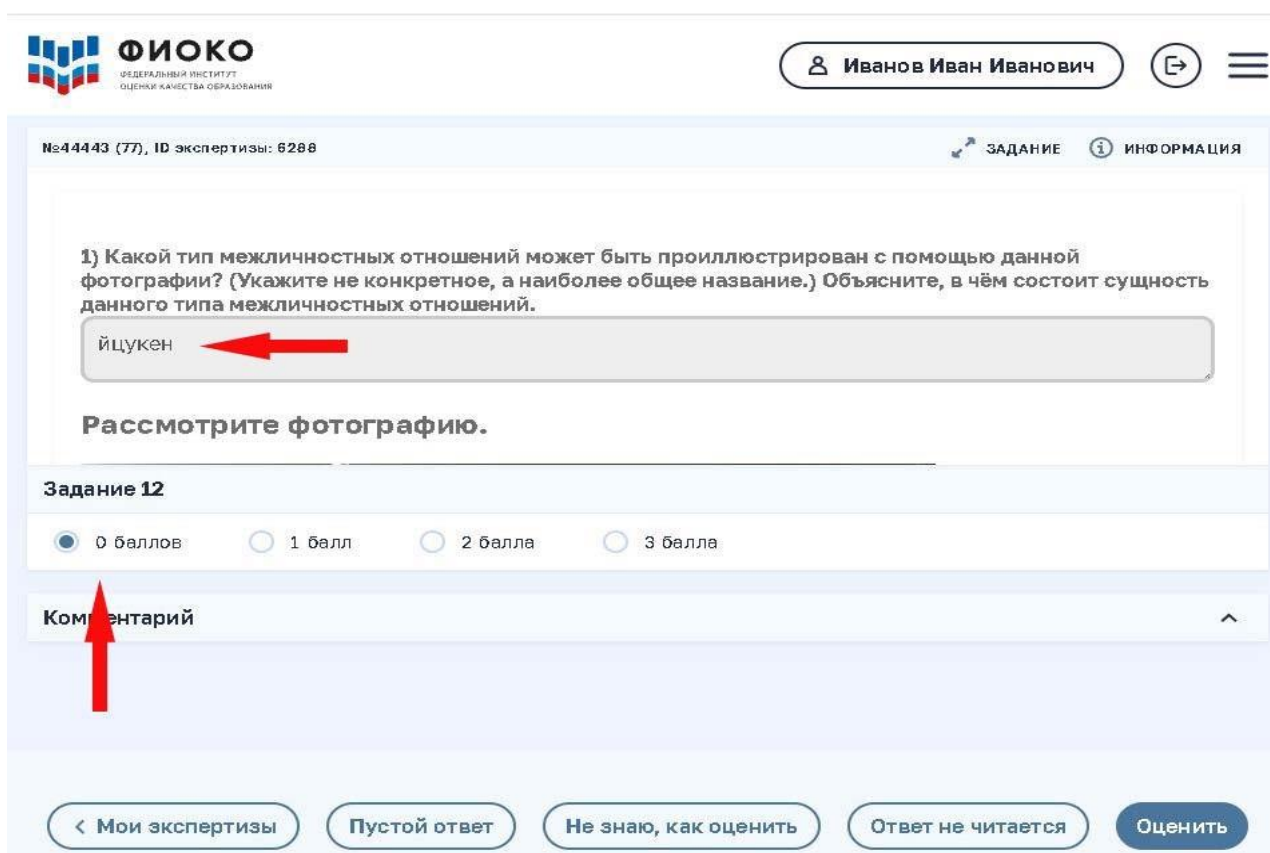 ФИОКО
ФЕДЕРАЛЬНЫЙ ИНСТИТУТ
ОЦЕНКИ КАЧЕСТВА ОБРАЗОВАНИЯ
Иванов Иван Иванович
№44443 (77), ID экспертизы: 6288
ЗАДАНИЕ
ИНФОРМАЦИЯ
1) Какой тип межличностных отношений может быть проиллюстрирован с помощью данной
фотографии? (Укажите не конкретное, а наиболее общее название.) Объясните, в чём состоит сущность
данного типа межличностных отношений.
йцукен
Рассмотрите фотографию.
Задание 12
0 баллов 1 балл 2 балла 3 балла
Комментарий
< Мои экспертизы Пустой ответ Не знаю, как оценить Ответ не читается Оценить